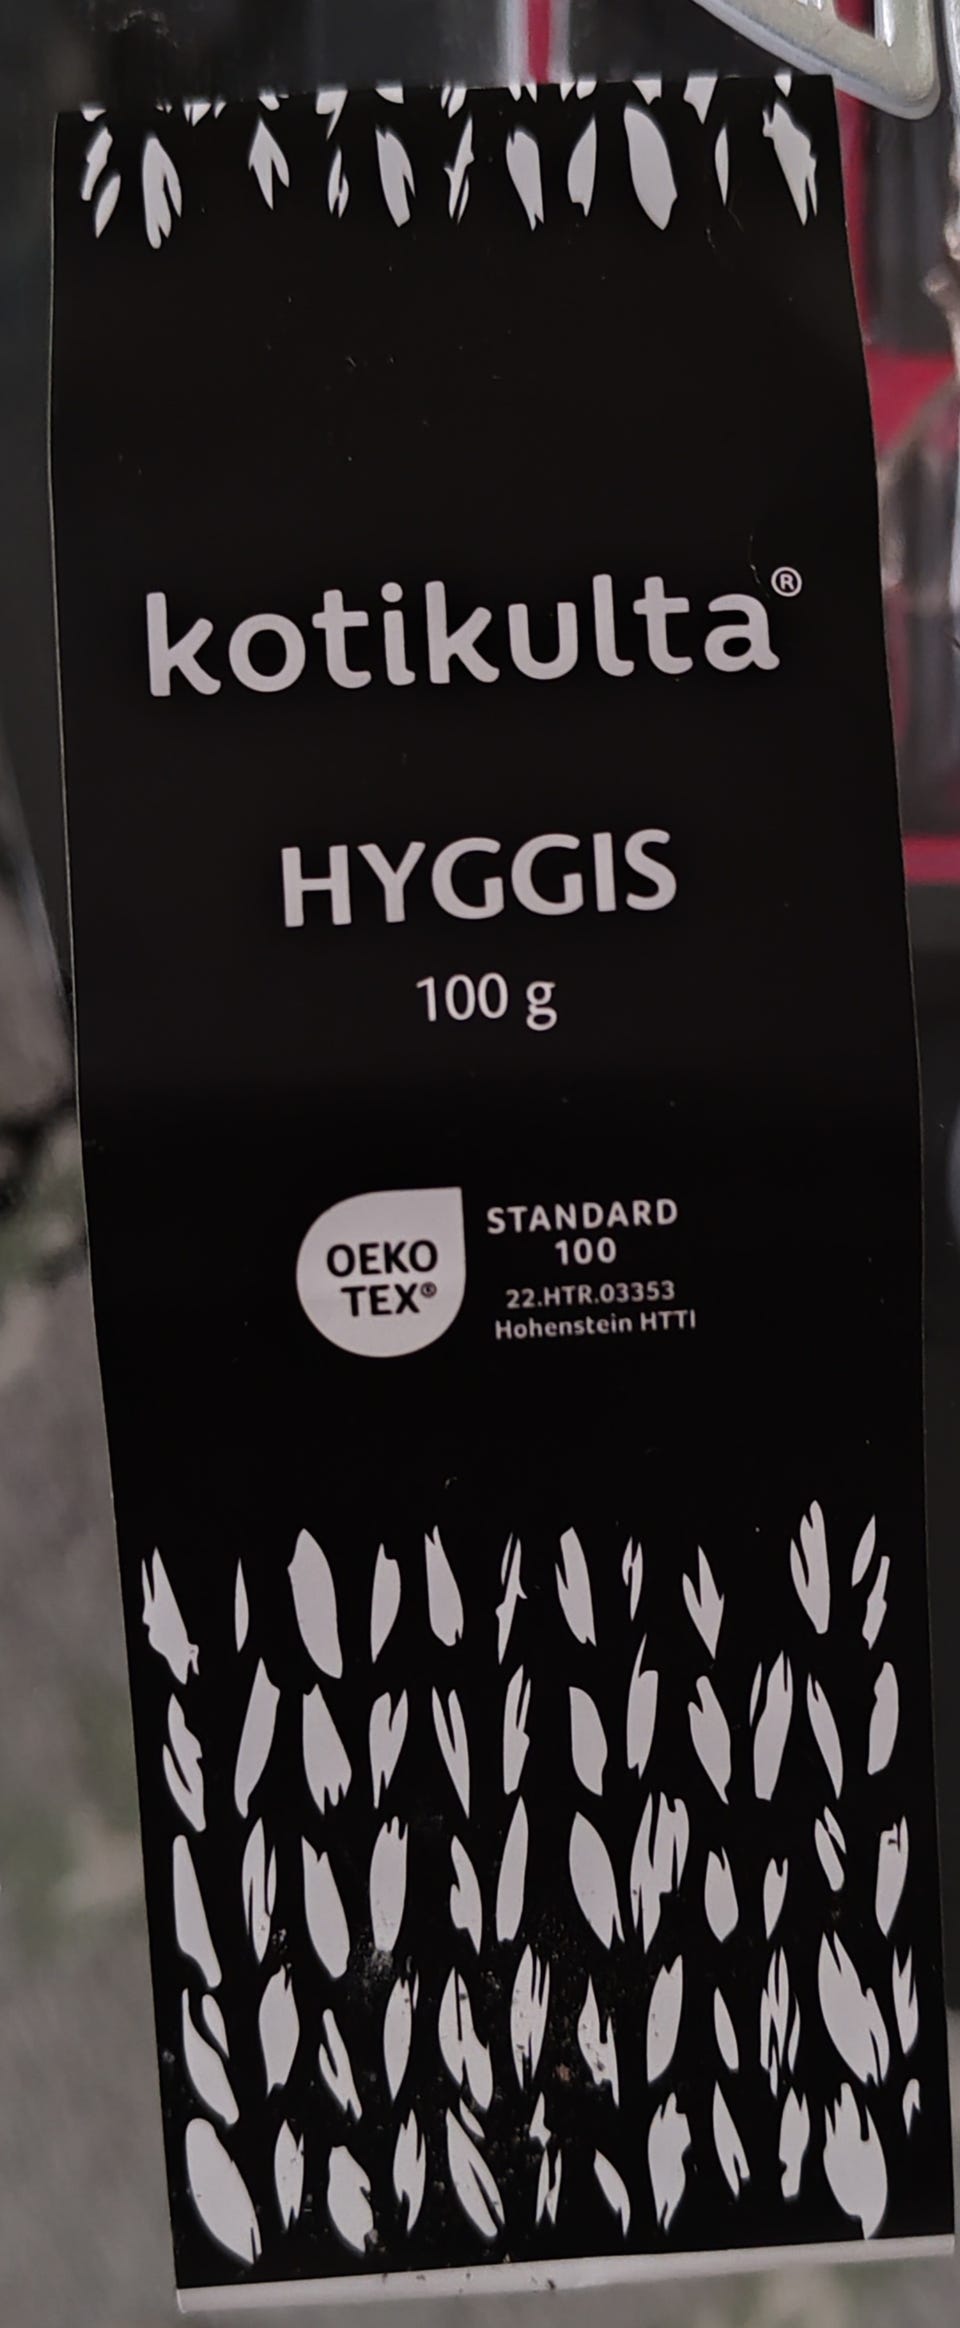 kotikulta®
HYGGIS
100 g
OEKO
TEX®
STANDARD
100
22.HTR.03353
Hohenstein HTTI